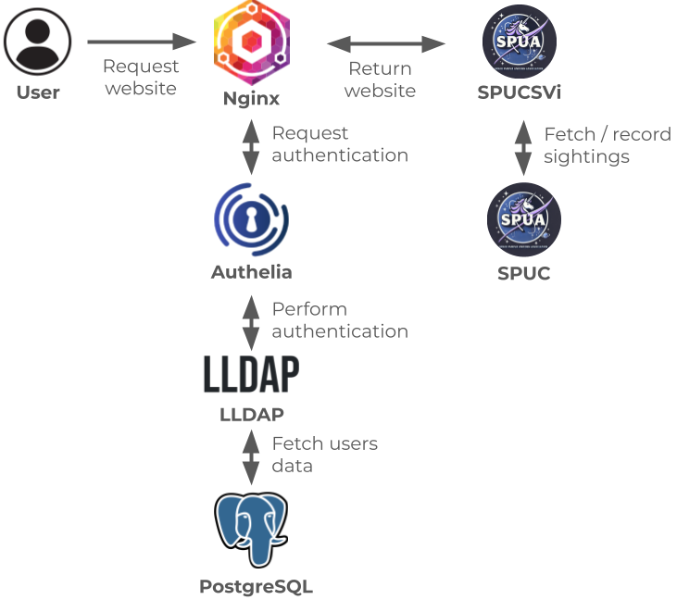 User
Request
website
Nginx
Return
website
SPUA
SPUCSVi
Request
authentication
Fetch / record
sightings
Authelia
SPUA
SPUC
Perform
authentication
LLDAP
LLDAP
Fetch users
data
PostgreSQL